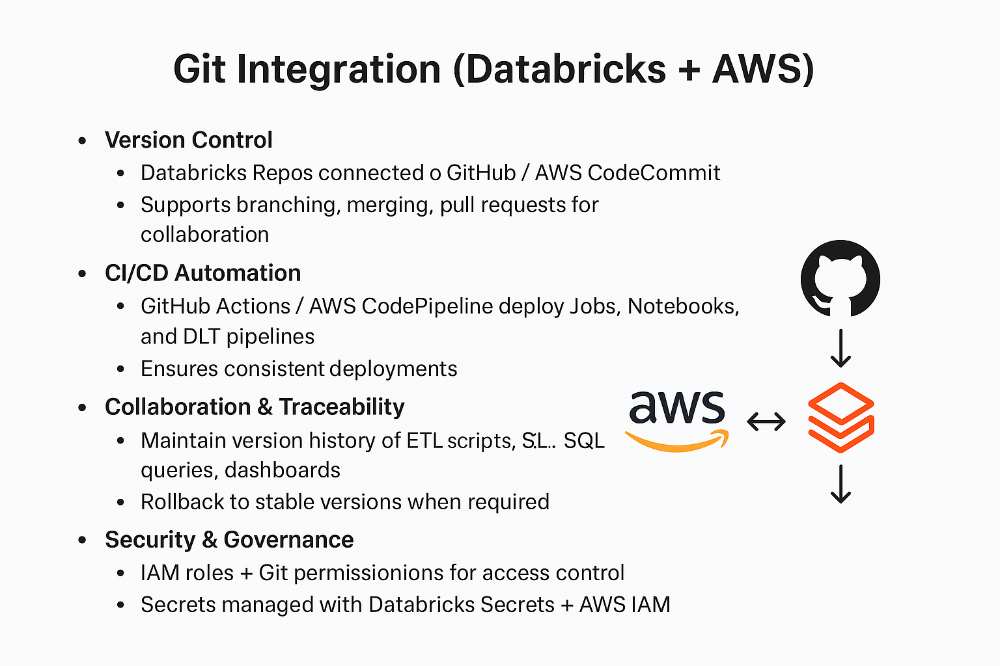 Git Integration (Databricks + AWS)
• Version Control
• Databricks Repos connected o GitHub / AWS CodeCommit
• Supports branching, merging, pull requests for
collaboration
• CI/CD Automation
• GitHub Actions / AWS CodePipeline deploy Jobs, Notebooks,
and DLT pipelines
• Ensures consistent deployments
• Collaboration & Traceability
• Maintain version history of ETL scripts, SQL
queries, dashboards
• Rollback to stable versions when required
aws
• Security & Governance
• IAM roles + Git permissionions for access control
• Secrets managed with Databricks Secrets + AWS IAM